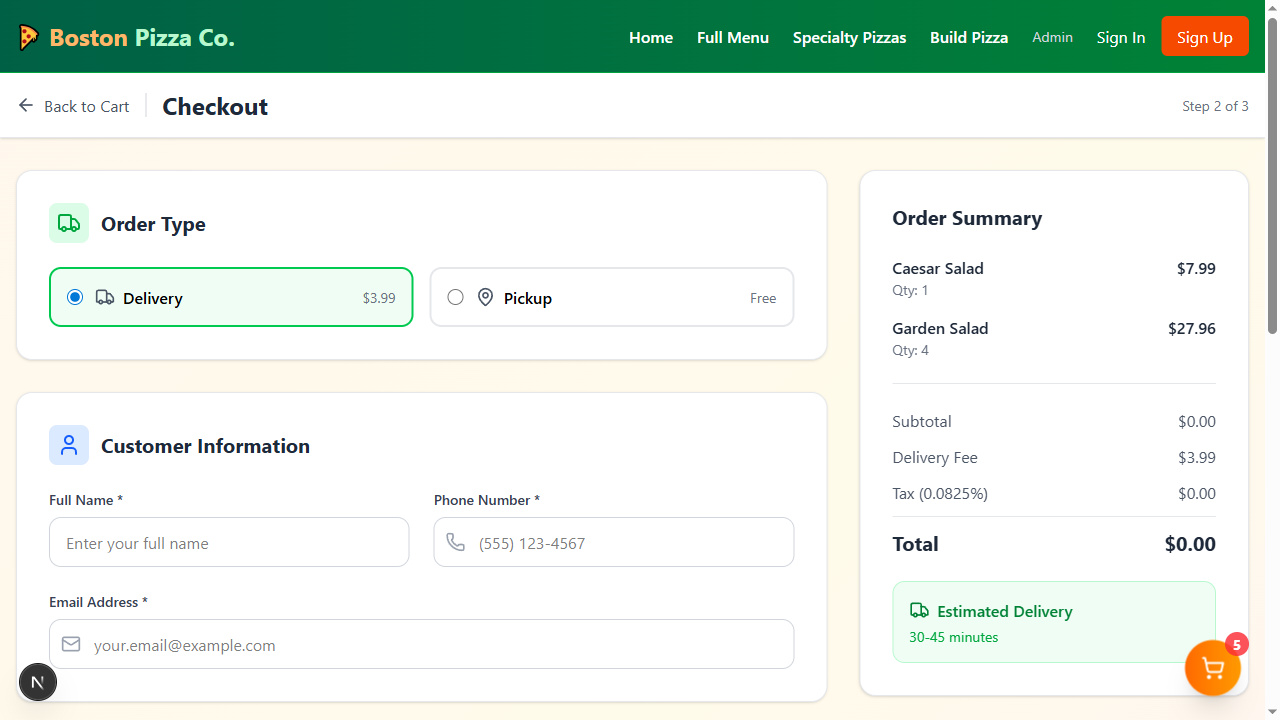 Boston Pizza Co.
Home
Full Menu
Specialty Pizzas
Build Pizza
Admin
Sign In
Sign Up
Back to Cart
Checkout
Step 2 of 3
Order Type
Delivery
$3.99
Pickup
Free
Customer Information
Full Name *
Phone Number *
Enter your full name
(555) 123-4567
Email Address *
your.email@example.com
N
Order Summary
Caesar Salad
$7.99
Qty: 1
Garden Salad
$27.96
Qty: 4
Subtotal
$0.00
Delivery Fee
$3.99
Tax (0.0825%)
$0.00
Total
$0.00
Estimated Delivery
30-45 minutes
5